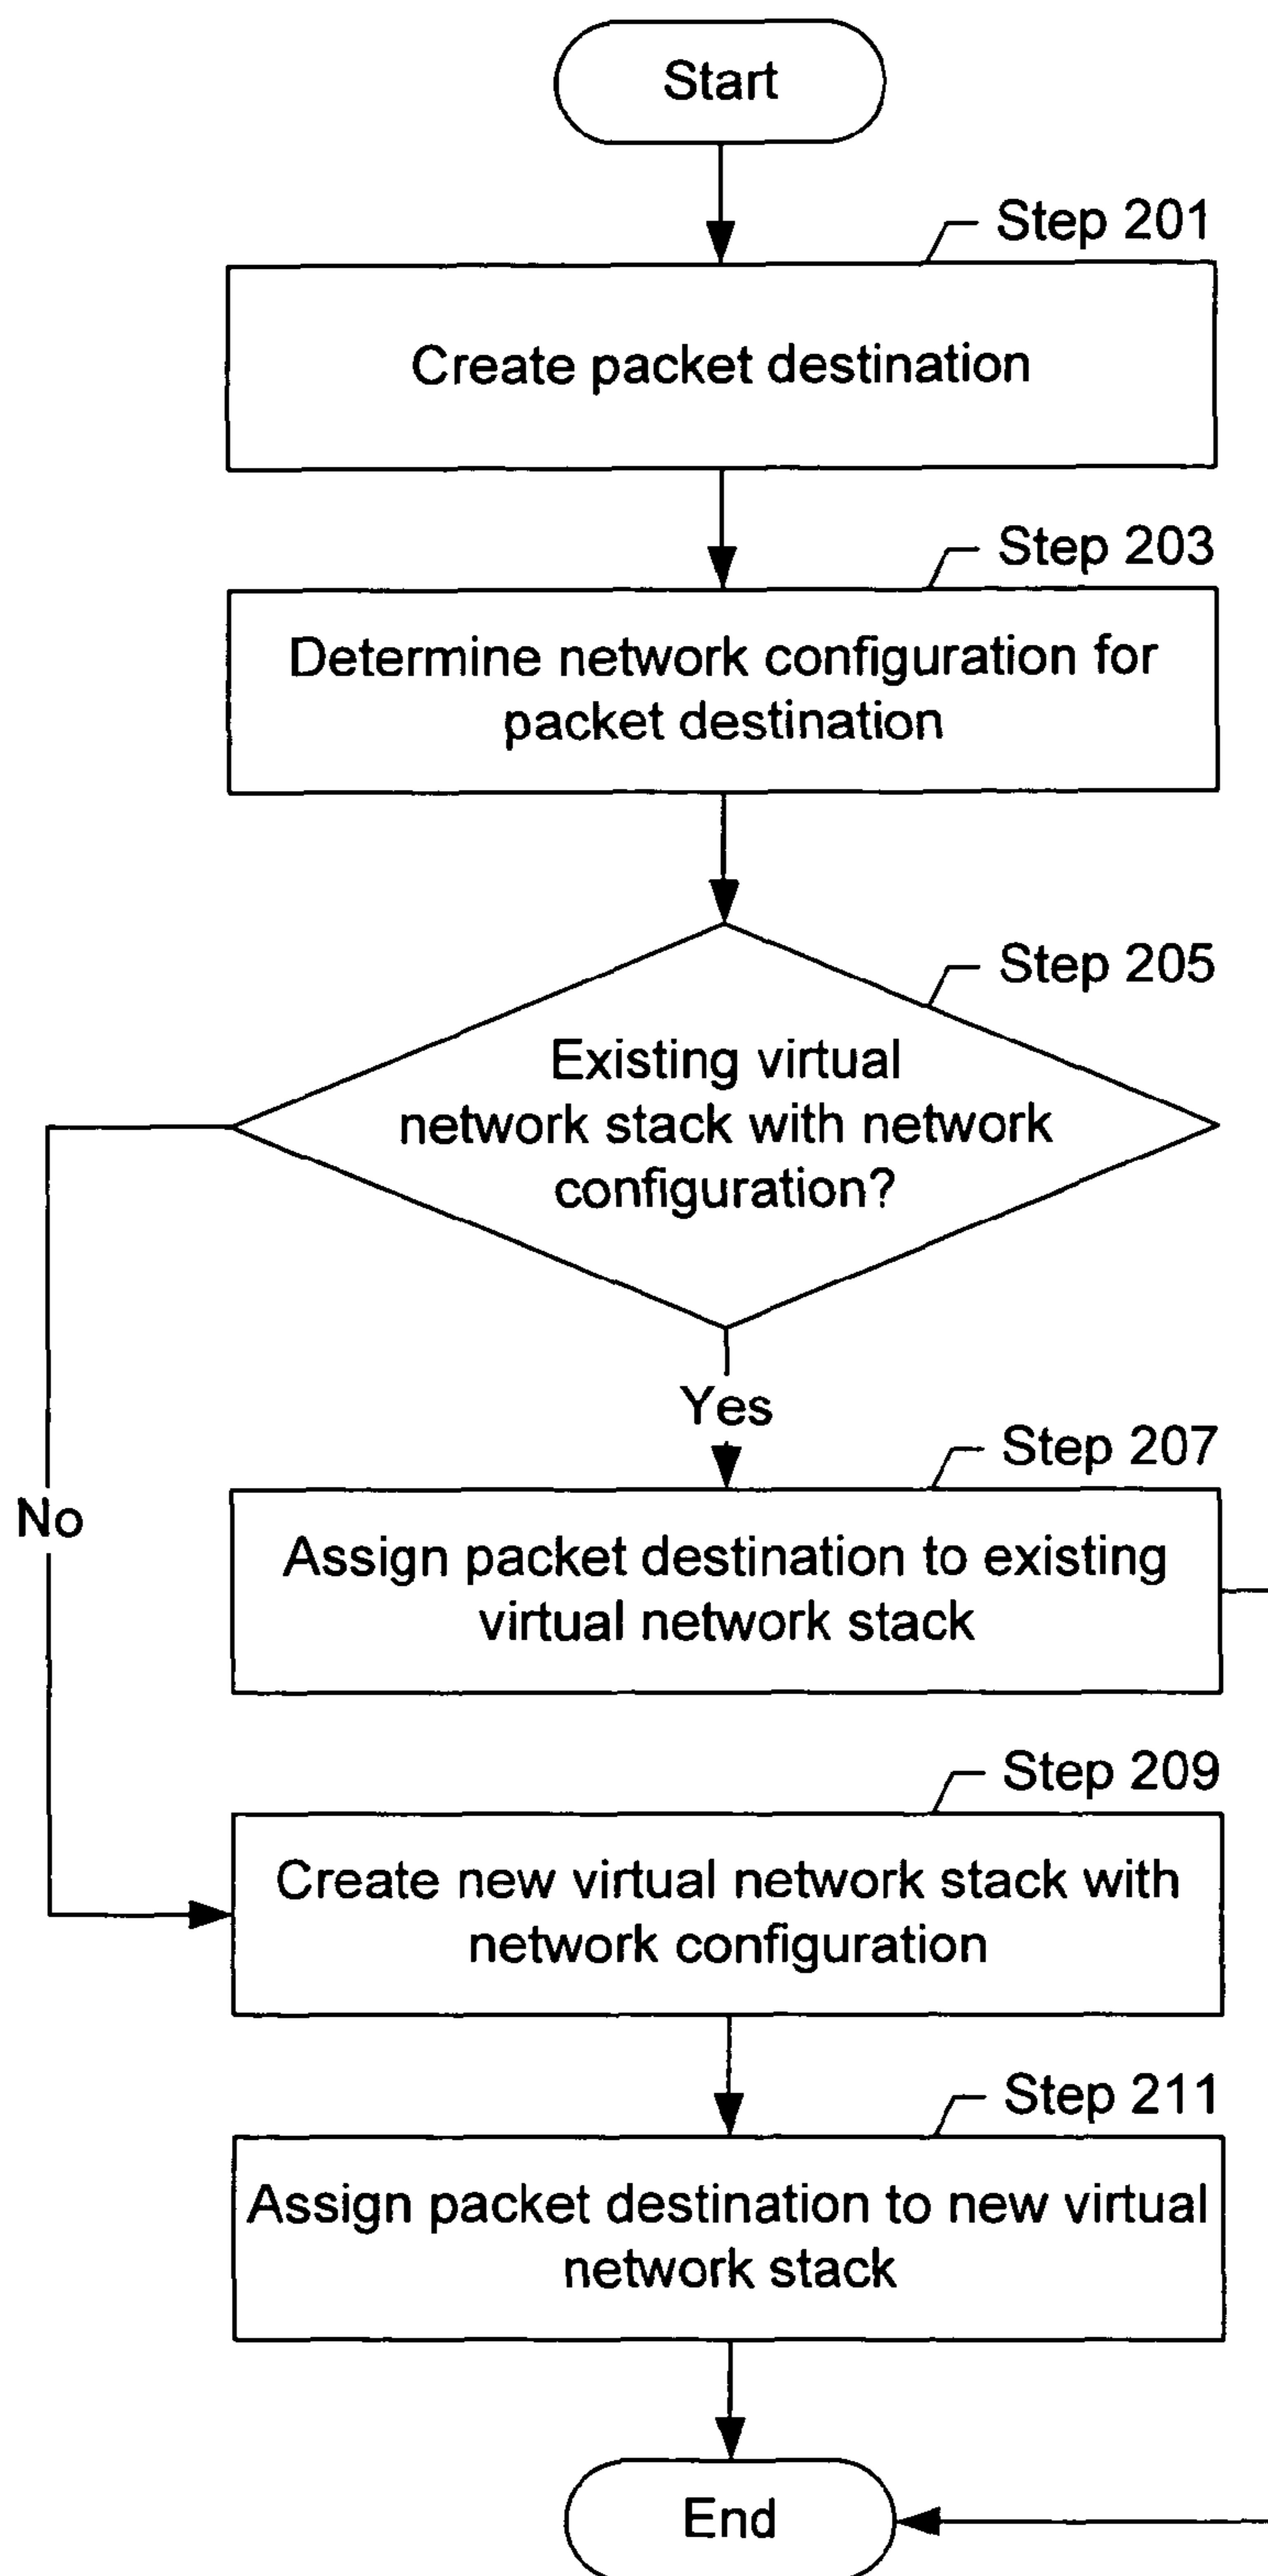 Start
Step 201
Create packet destination
Step 203
Determine network configuration for
packet destination
Step 205
Existing virtual
network stack with network
configuration?
Yes
No
Step 207
Assign packet destination to existing
virtual network stack
Step 209
Create new virtual network stack with
network configuration
Step 211
Assign packet destination to new virtual
network stack
End